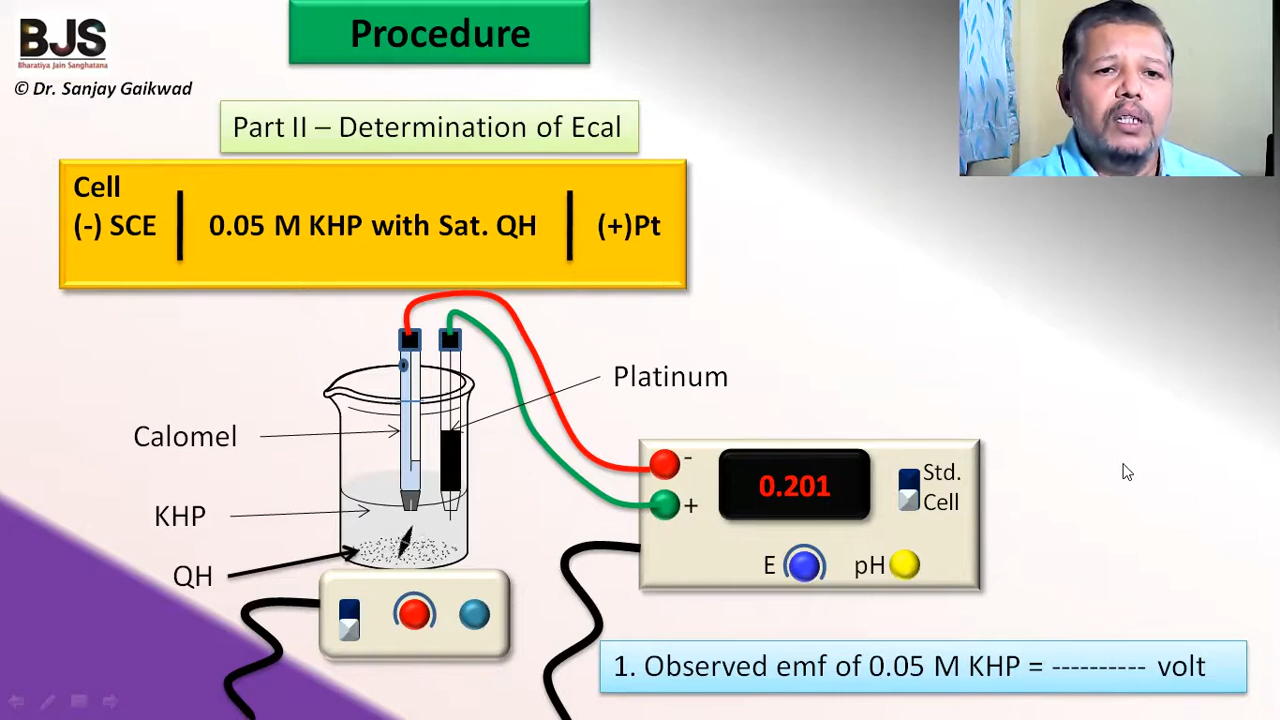 Procedure
BJS
Bharatiya Jain Sanghatana
© Dr. Sanjay Gaikwad
Part II – Determination of Ecal
Cell
(-) SCE | 0.05 M KHP with Sat. QH | (+)Pt
Platinum
Calomel
KHP
QH
-
+
0.201
Std.
Cell
E
pH
1. Observed emf of 0.05 M KHP = ---------- volt